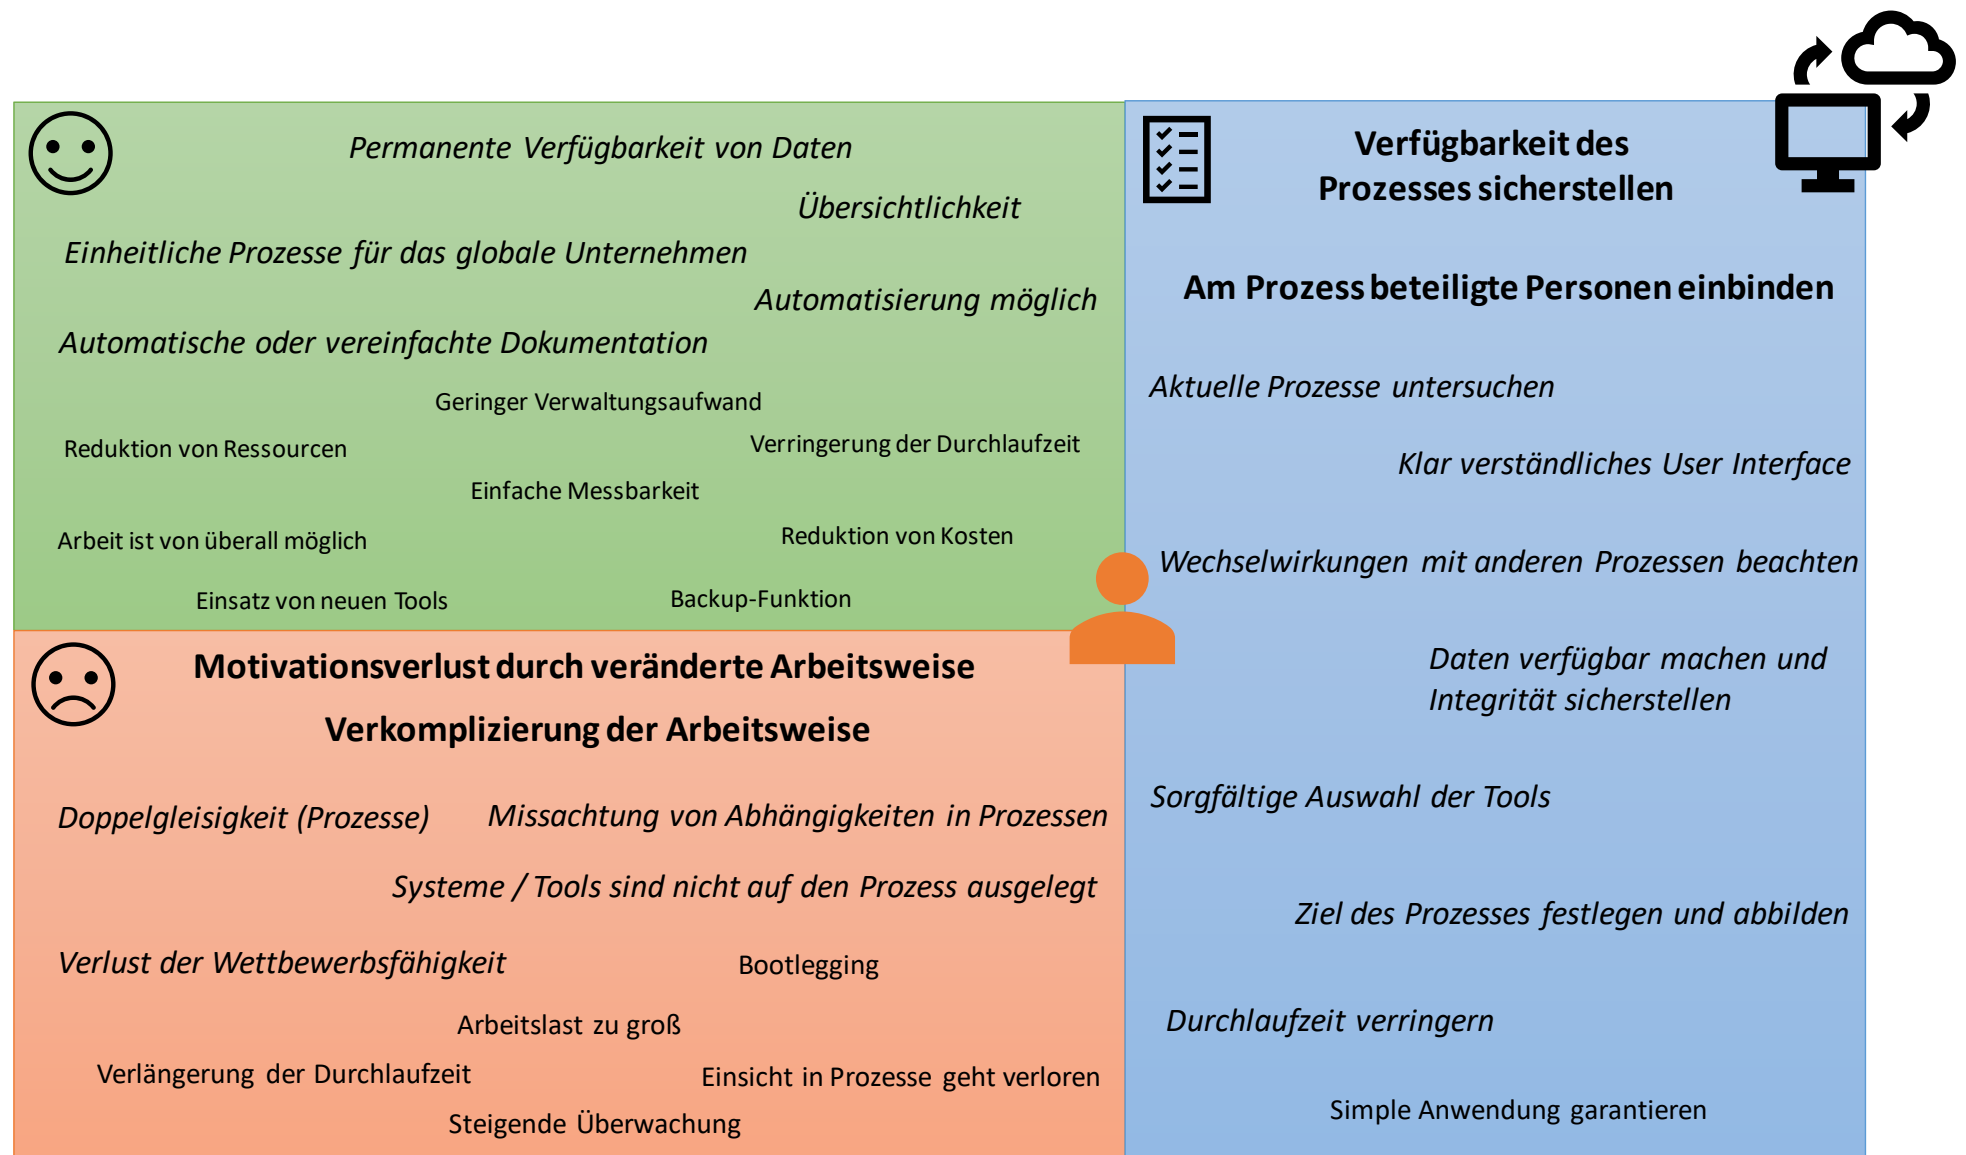 Permanente Verfügbarkeit von Daten
Übersichtlichkeit
Einheitliche Prozesse für das globale Unternehmen
Automatisierung möglich
Automatische oder vereinfachte Dokumentation
Geringer Verwaltungsaufwand
Reduktion von Ressourcen
Verringerung der Durchlaufzeit
Einfache Messbarkeit
Arbeit ist von überall möglich
Reduktion von Kosten
Einsatz von neuen Tools
Backup-Funktion
Motivationsverlust durch veränderte Arbeitsweise
Verkomplizierung der Arbeitsweise
Doppelgleisigkeit (Prozesse)
Missachtung von Abhängigkeiten in Prozessen
Systeme / Tools sind nicht auf den Prozess ausgelegt
Verlust der Wettbewerbsfähigkeit
Bootlegging
Arbeitslast zu groß
Verlängerung der Durchlaufzeit
Einsicht in Prozesse geht verloren
Steigende Überwachung
Verfügbarkeit des
Prozesses sicherstellen
Am Prozess beteiligte Personen einbinden
Aktuelle Prozesse untersuchen
Klar verständliches User Interface
Wechselwirkungen mit anderen Prozessen beachten
Daten verfügbar machen und
Integrität sicherstellen
Sorgfältige Auswahl der Tools
Ziel des Prozesses festlegen und abbilden
Durchlaufzeit verringern
Simple Anwendung garantieren